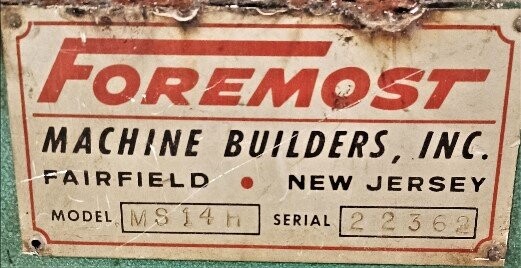 FOREMOST
MACHINE BUILDERS, INC.
FAIRFIELD • NEW JERSEY
MODEL MS14H SERIAL 22362